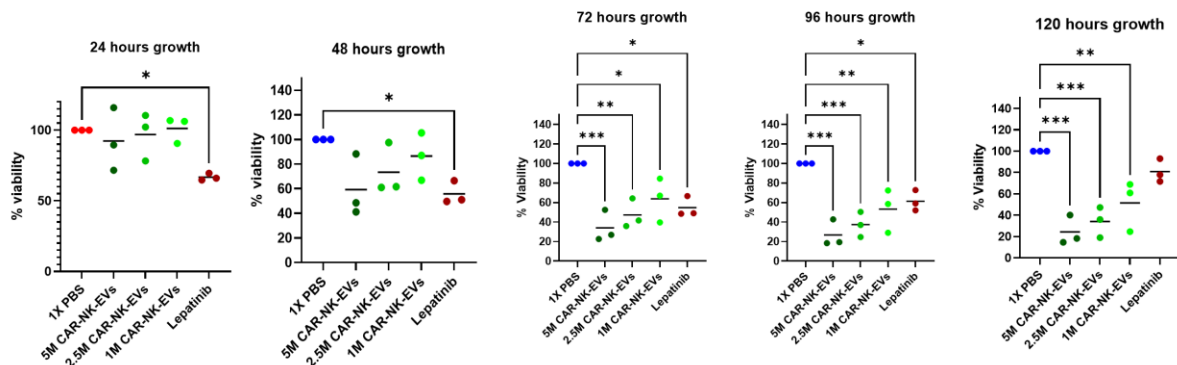 24 hours growth
*
% viability
100
50
0
1X PBS
5M CAR-NK-EVs
2.5M CAR-NK-EVs
1M CAR-NK-EVs
Lepatinib
48 hours growth
*
% viability
140
120
100
80
60
40
20
0
1X PBS
5M CAR-NK-EVs
2.5M CAR-NK-EVs
1M CAR-NK-EVs
Lepatinib
72 hours growth
*
*
**
***
% Viability
140
120
100
80
60
40
20
0
1X PBS
5M CAR-NK-EVs
2.5M CAR-NK-EVs
1M CAR-NK-EVs
Lepatinib
96 hours growth
*
**
***
***
% Viability
140
120
100
80
60
40
20
0
1X PBS
5M CAR-NK-EVs
2.5M CAR-NK-EVs
1M CAR-NK-EVs
Lepatinib
120 hours growth
**
***
***
% viability
140
120
100
80
60
40
20
0
1X PBS
5M CAR-NK-EVs
2.5M CAR-NK-EVs
1M CAR-NK-EVs
Lepatinib